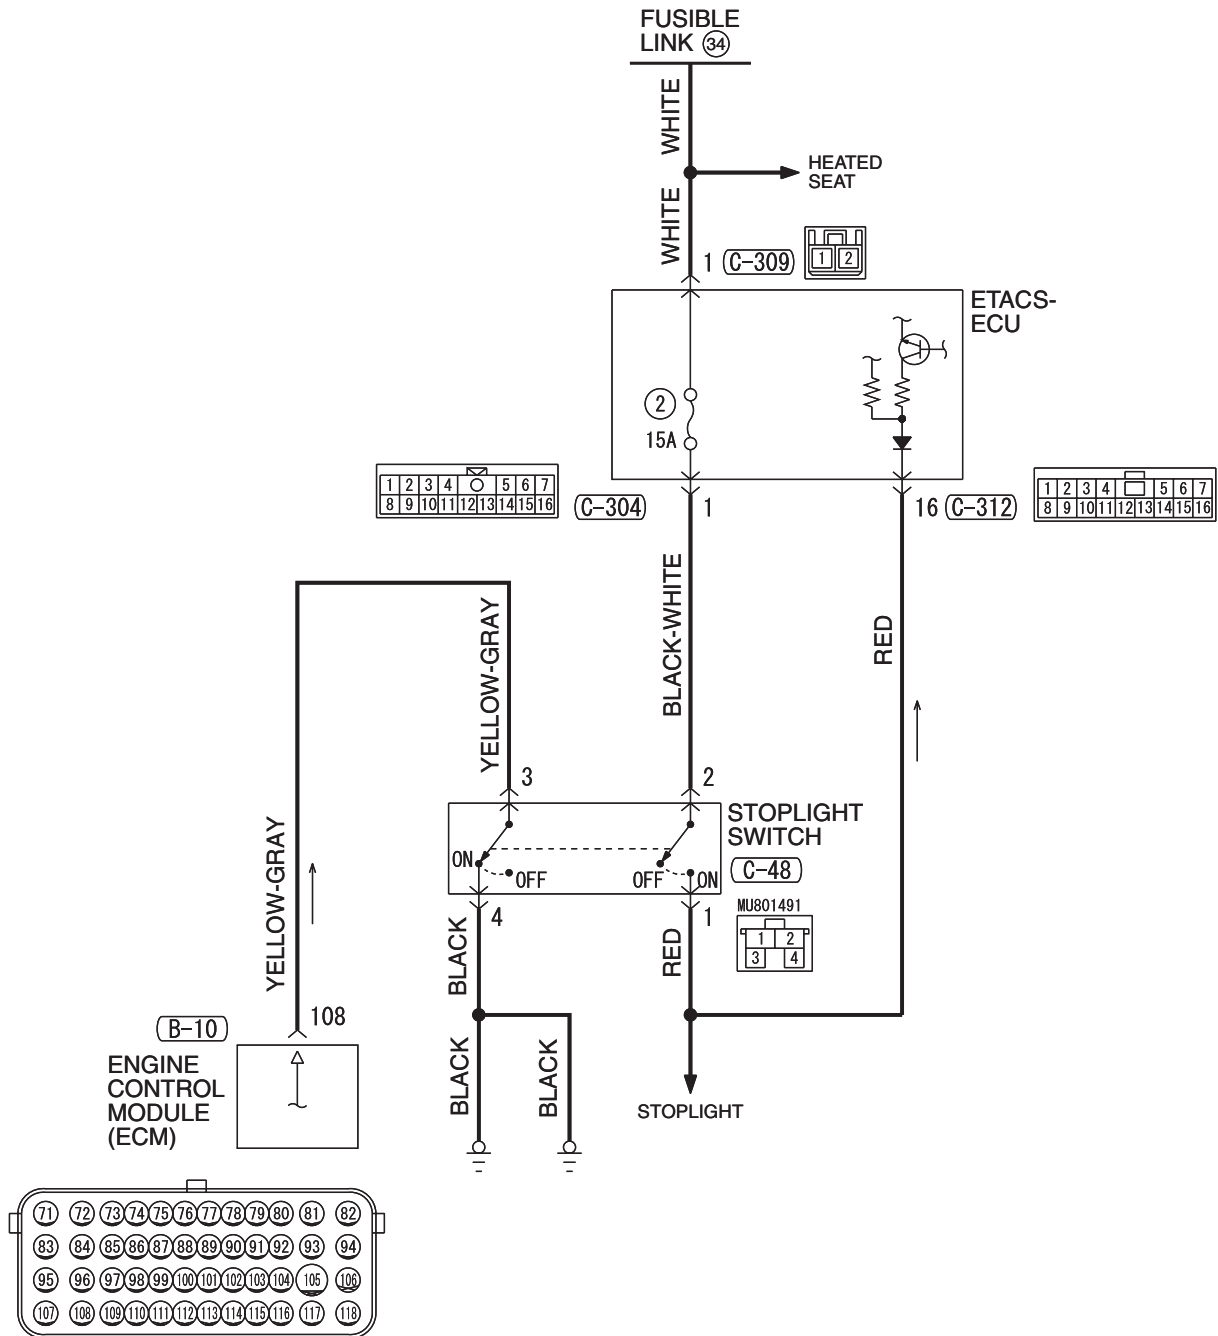 FUSIBLE
LINK 34
WHITE
HEATED
SEAT
WHITE
1 C-309
1 2
ETACS-
ECU
2
15A
1 2 3 4 5 6 7
8 9 10 11 12 13 14 15 16
C-304
1
16 C-312
1 2 3 4 5 6 7
8 9 10 11 12 13 14 15 16
YELLOW-GRAY
BLACK-WHITE
RED
3
2
STOPLIGHT
SWITCH
ON
OFF
OFF
ON
C-48
4
1
MU801491
1 2
3 4
YELLOW-GRAY
BLACK
RED
B-10
108
ENGINE
CONTROL
MODULE
(ECM)
BLACK
BLACK
STOPLIGHT
71 72 73 74 75 76 77 78 79 80 81 82
83 84 85 86 87 88 89 90 91 92 93 94
95 96 97 98 99 100 101 102 103 104 105 106
107 108 109 110 111 112 113 114 115 116 117 118